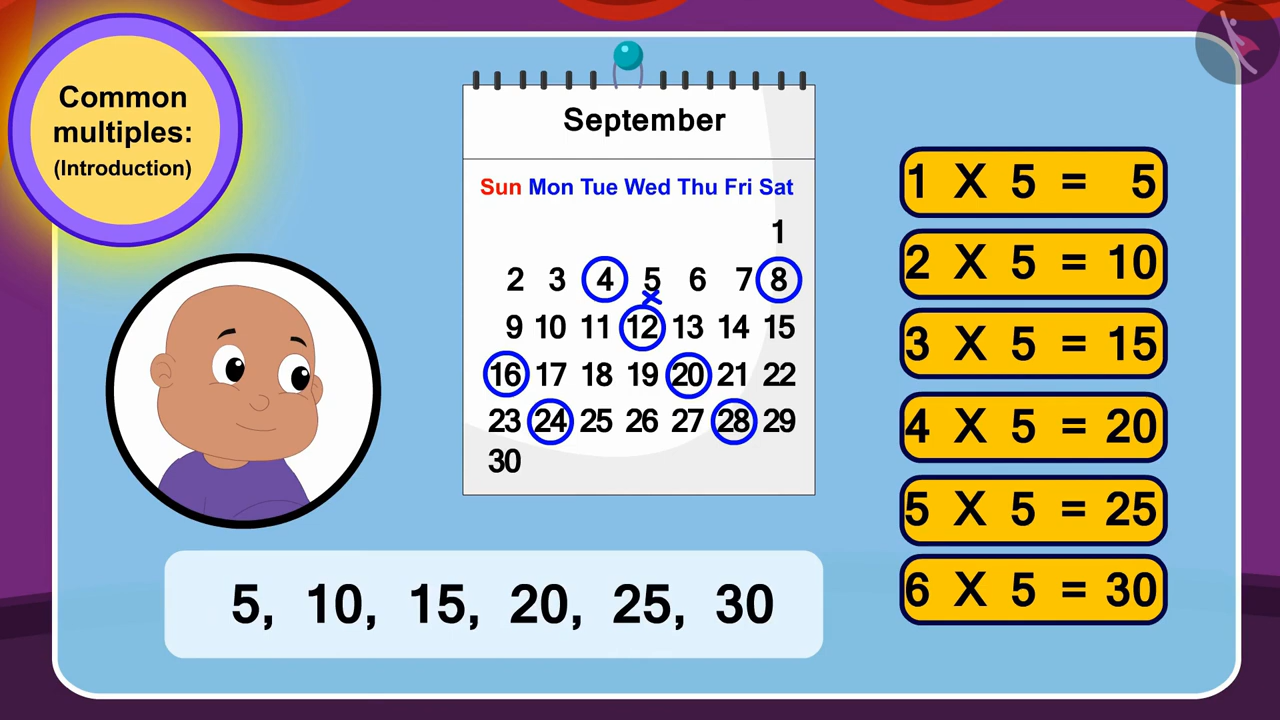 Common
multiples:
(Introduction)
September
Sun Mon Tue Wed Thu Fri Sat
1
2 3 4 5 6 7 8
9 10 11 12 13 14 15
16 17 18 19 20 21 22
23 24 25 26 27 28 29
30
1 X 5 = 5
2 X 5 = 10
3 X 5 = 15
4 X 5 = 20
5 X 5 = 25
6 X 5 = 30
5, 10, 15, 20, 25, 30